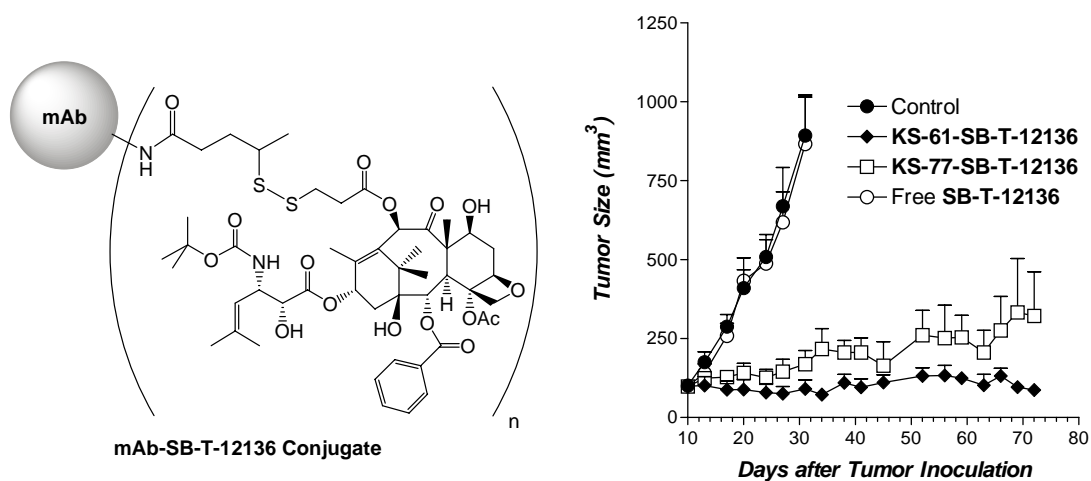 mAb
N
H
O
S
S
O
O
O
OH
O
O
NH
O
O
OH
HO
O
O
H
OAc
O
n
mAb-SB-T-12136 Conjugate
1250
1000
750
500
250
0
Tumor Size (mm3)
Control
KS-61-SB-T-12136
KS-77-SB-T-12136
Free SB-T-12136
10 20 30 40 50 60 70 80
Days after Tumor Inoculation